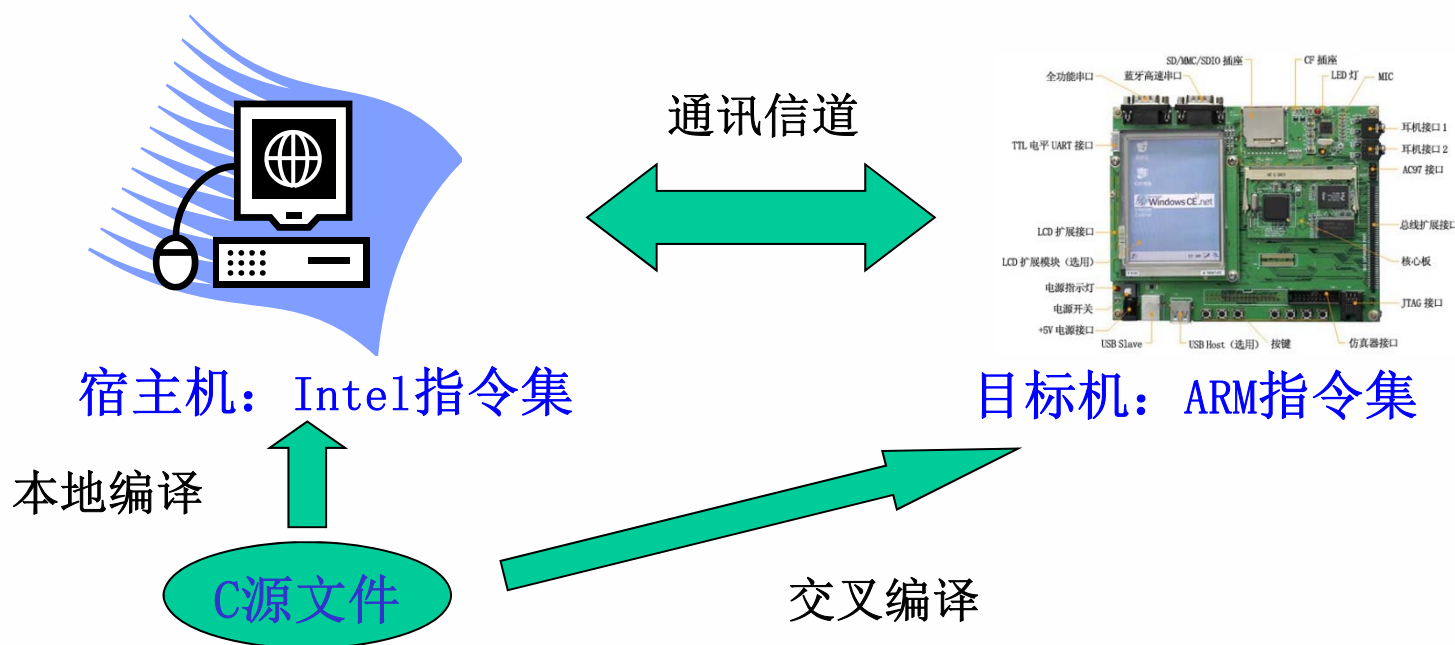 SD/MMC/SDIO 插座
CF 插座
全功能串口
蓝牙高速串口
LED 灯
MIC
通讯信道
耳机接口 1
TTL 电平 UART 接口
耳机接口 2
AC97 接口
Windows CE.net
LCD 扩展接口
总线扩展接口
LCD 扩展模块（选用）
核心板
电源指示灯
JTAG 接口
电源开关
+5V 电源接口
USB Slave
USB Host（选用）
按键
仿真器接口
宿主机：Intel指令集
目标机：ARM指令集
本地编译
C源文件
交叉编译